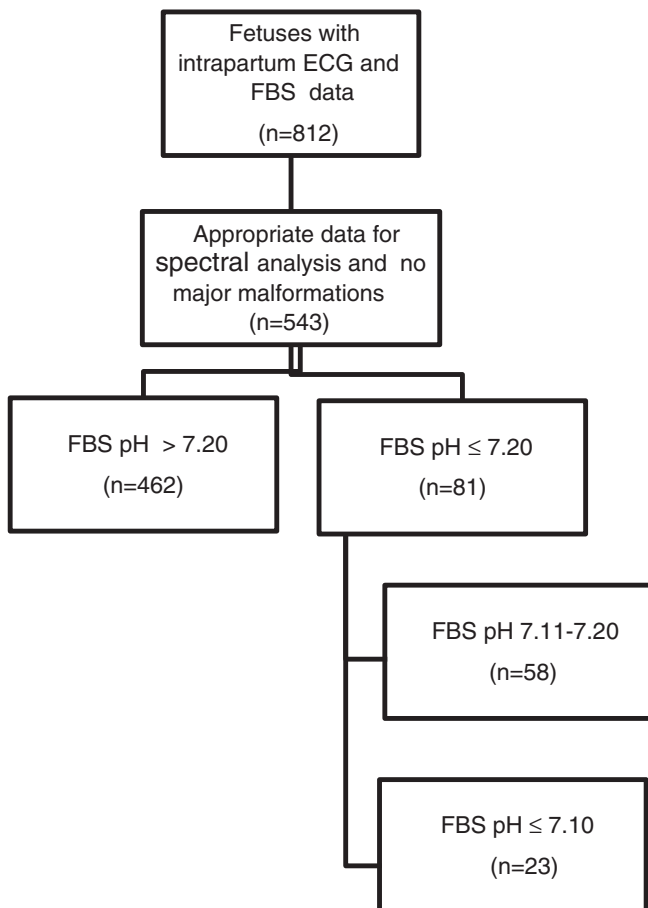 Fetuses with
intrapartum ECG and
FBS data
(n=812)
Appropriate data for
spectral analysis and no
major malformations
(n=543)
FBS pH > 7.20
(n=462)
FBS pH ≤ 7.20
(n=81)
FBS pH 7.11-7.20
(n=58)
FBS pH ≤ 7.10
(n=23)